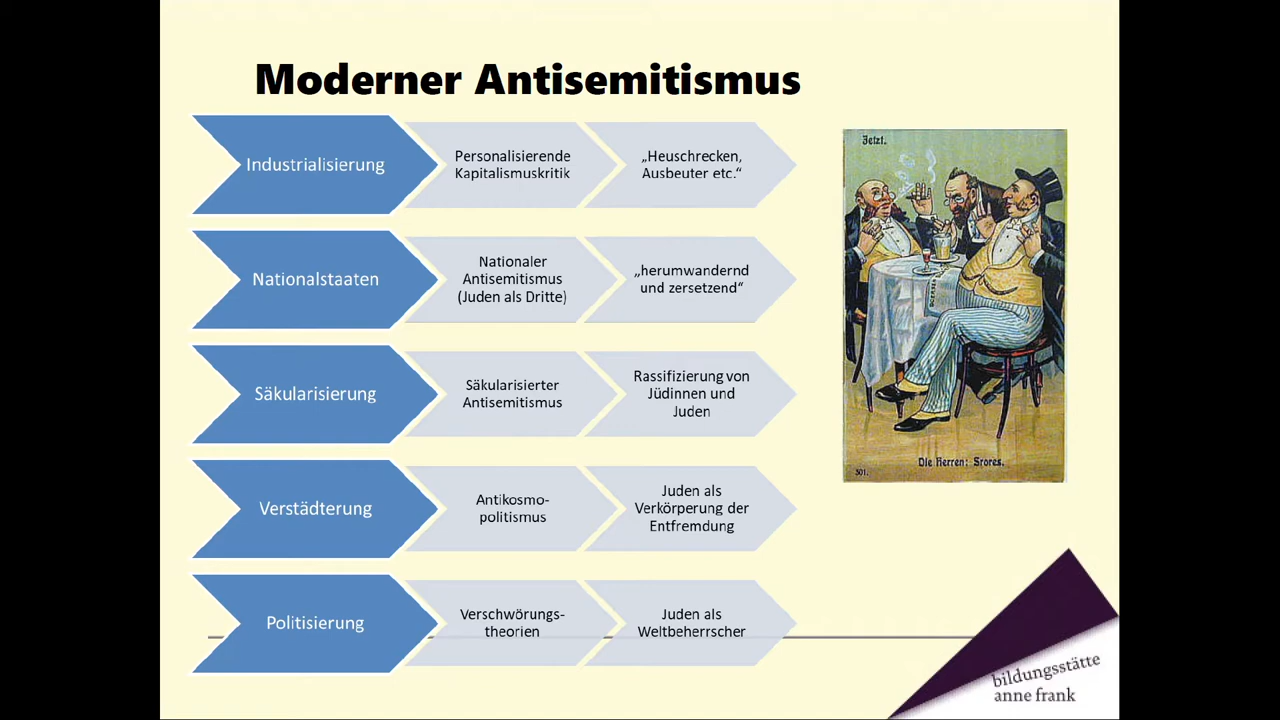 Moderner Antisemitismus
Industrialisierung
Personalisierende
Kapitalismuskritik
„Heuschrecken,
Ausbeuter etc.“
Nationalstaaten
Nationaler
Antisemitismus
(Juden als Dritte)
„herumwandernd
und zersetzend“
Säkularisierung
Säkularisierter
Antisemitismus
Rassifizierung von
Jüdinnen und
Juden
Verstädterung
Antikosmo-
politismus
Juden als
Verkörperung der
Entfremdung
Politisierung
Verschwörungs-
theorien
Juden als
Weltbeherrscher
Jetzt.
Die Herren: Srores.
501.
bildungsstätte
anne frank